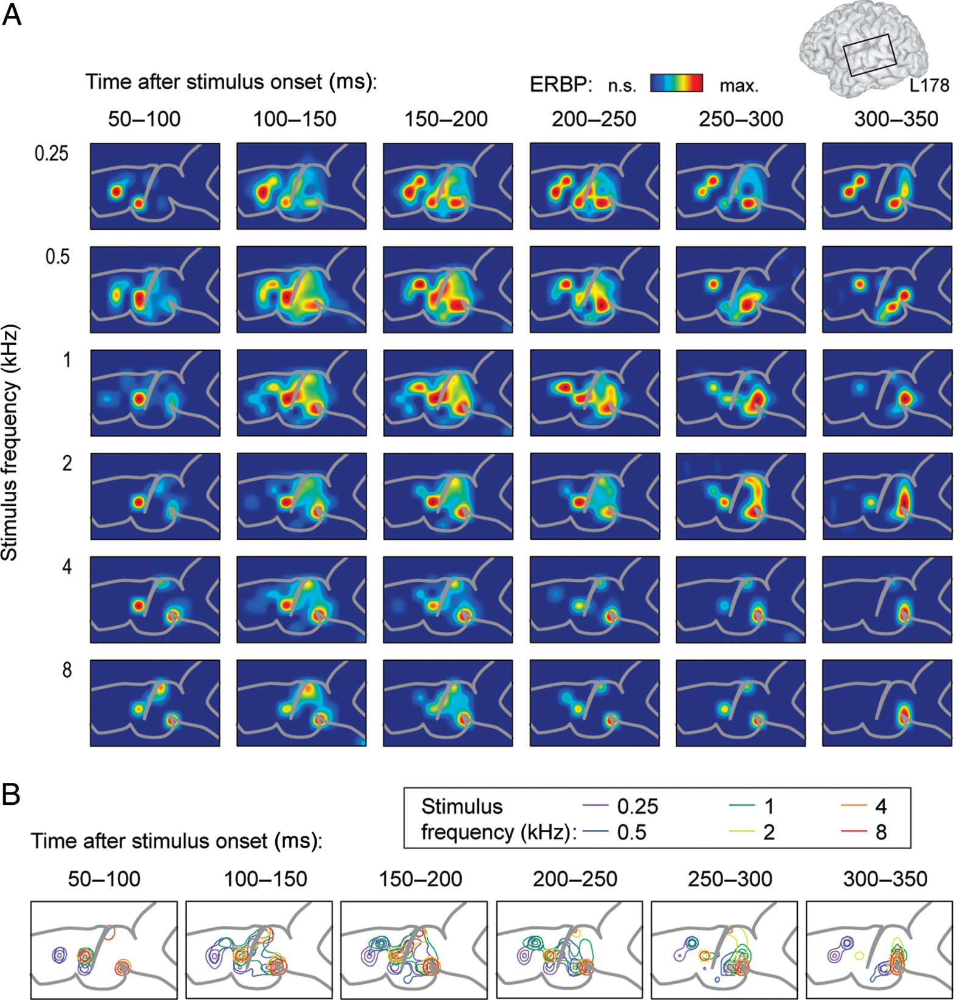 A
Time after stimulus onset (ms):
ERBP: n.s. max.
L178
50–100 100–150 150–200 200–250 250–300 300–350
Stimulus frequency (kHz)
0.25
0.5
1
2
4
8
B
Stimulus 0.25 1 4
frequency (kHz): 0.5 2 8
Time after stimulus onset (ms):
50–100 100–150 150–200 200–250 250–300 300–350